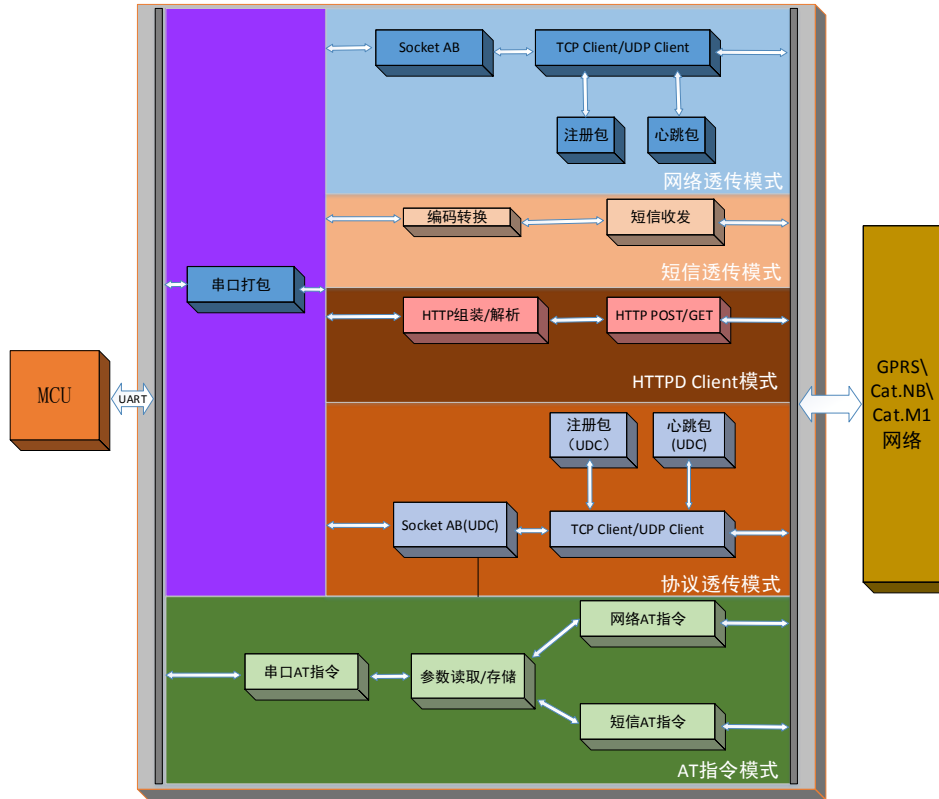 Socket AB
TCP Client/UDP Client
注册包
心跳包
网络透传模式
编码转换
短信收发
短信透传模式
串口打包
HTTP组装/解析
HTTP POST/GET
HTTPD Client模式
MCU
UART
GPRS\
Cat.NB\
Cat.M1
网络
注册包
（UDC）
心跳包
(UDC)
Socket AB(UDC)
TCP Client/UDP Client
协议透传模式
网络AT指令
串口AT指令
参数读取/存储
短信AT指令
AT指令模式